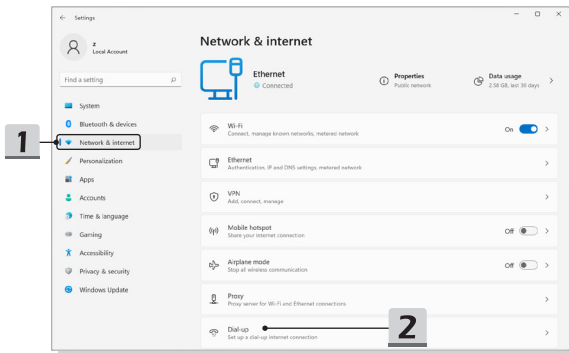 Settings
z
Local Account
Find a setting
System
Bluetooth & devices
Network & internet
Personalization
Apps
Accounts
Time & language
Gaming
Accessibility
Privacy & security
Windows Update
1
Network & internet
Ethernet
Connected
Properties
Public network
Data usage
2.58 GB, last 30 days
Wi-Fi
Connect, manage known networks, metered network
On
Ethernet
Authentication, IP and DNS settings, metered network
VPN
Add, connect, manage
Mobile hotspot
Share your internet connection
Off
Airplane mode
Stop all wireless communication
Off
Proxy
Proxy server for Wi-Fi and Ethernet connections
Dial-up
Set up a dial-up internet connection
2